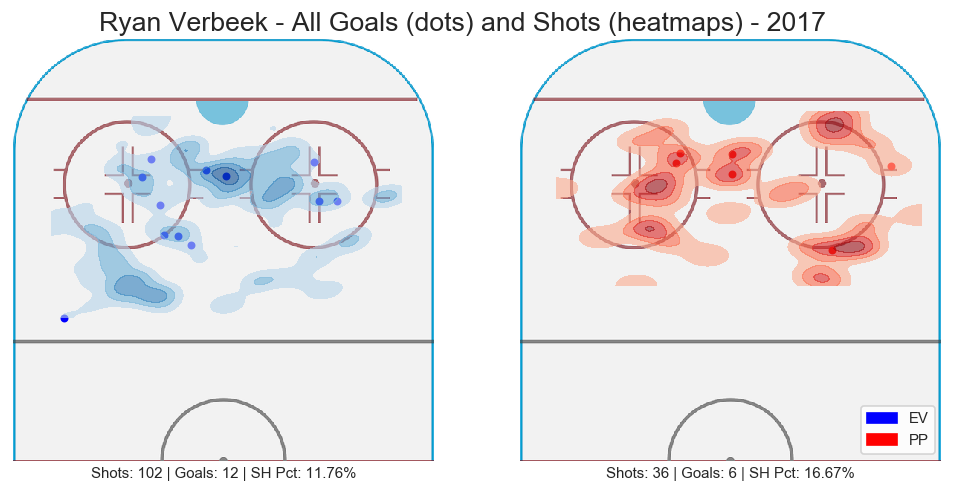 Ryan Verbeek - All Goals (dots) and Shots (heatmaps) - 2017
EV
PP
Shots: 102 | Goals: 12 | SH Pct: 11.76%
Shots: 36 | Goals: 6 | SH Pct: 16.67%